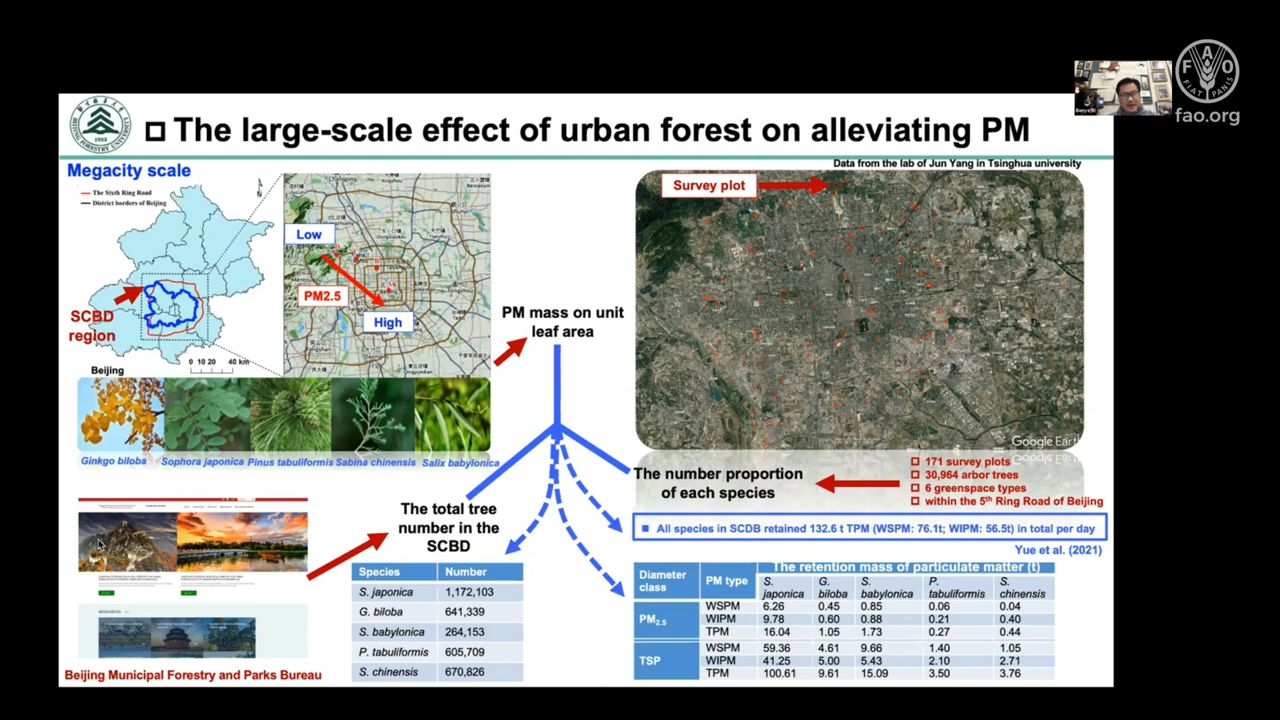 FAO
FIAT PANIS
fao.org
The large-scale effect of urban forest on alleviating PM
Data from the lab of Jun Yang in Tsinghua university
Megacity scale
The Sixth Ring Road
District borders of Beijing
N
Low
PM2.5
High
SCBD
region
0 10 20 40 km
Beijing
Survey plot
Google Earth
PM mass on unit
leaf area
Ginkgo biloba
Sophora japonica
Pinus tabuliformis
Sabina chinensis
Salix babylonica
The number proportion
of each species
171 survey plots
30,964 arbor trees
6 greenspace types
within the 5th Ring Road of Beijing
The total tree
number in the
SCBD
All species in SCDB retained 132.6 t TPM (WSPM: 76.1t; WIPM: 56.5t) in total per day
Yue et al. (2021)
RESOURCES
Beijing Municipal Forestry and Parks Bureau
Species Number
S. japonica 1,172,103
G. biloba 641,339
S. babylonica 264,153
P. tabuliformis 605,709
S. chinensis 670,826
The retention mass of particulate matter (t)
Diameter class PM type S. japonica G. biloba S. babylonica P. tabuliformis S. chinensis
PM2.5 WSPM 6.26 0.45 0.85 0.06 0.04
WIPM 9.78 0.60 0.88 0.21 0.40
TPM 16.04 1.05 1.73 0.27 0.44
TSP WSPM 59.36 4.61 9.66 1.40 1.05
WIPM 41.25 5.00 5.43 2.10 2.71
TPM 100.61 9.61 15.09 3.50 3.76